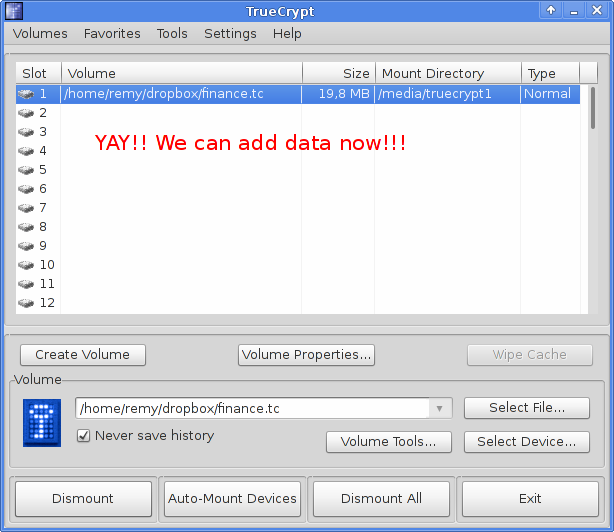 TrueCrypt
Volumes Favorites Tools Settings Help
Slot Volume Size Mount Directory Type
1 /home/remy/dropbox/finance.tc 19,8 MB /media/truecrypt1 Normal
2
3
YAY!! We can add data now!!!
4
5
6
7
8
9
10
11
12
Create Volume Volume Properties... Wipe Cache
Volume
/home/remy/dropbox/finance.tc Select File...
Never save history
Volume Tools... Select Device...
Dismount Auto-Mount Devices Dismount All Exit